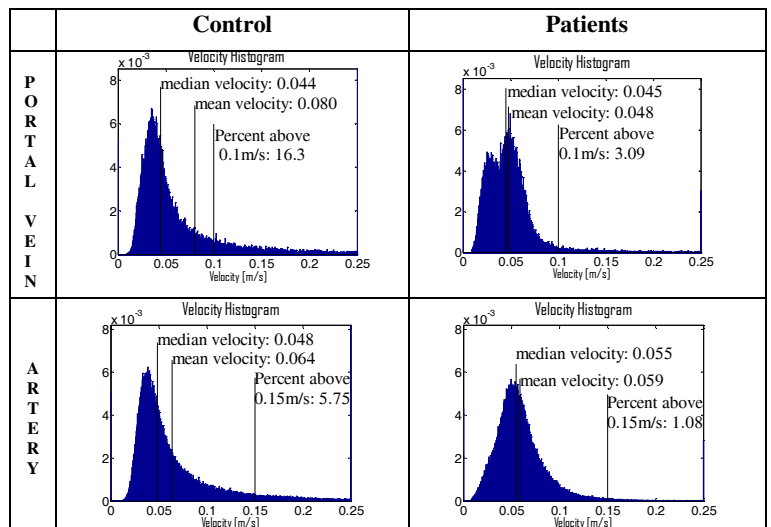 Control
Patients
PORTAL VEIN
Velocity Histogram
x 10-3
median velocity: 0.044
mean velocity: 0.080
Percent above
0.1m/s: 16.3
8
6
4
2
0
0 0.05 0.1 0.15 0.2 0.25
Velocity [m/s]
Velocity Histogram
x 10-3
median velocity: 0.045
mean velocity: 0.048
Percent above
0.1m/s: 3.09
8
6
4
2
0
0 0.05 0.1 0.15 0.2 0.25
Velocity [m/s]
ARTERY
Velocity Histogram
x 10-3
median velocity: 0.048
mean velocity: 0.064
Percent above
0.15m/s: 5.75
8
6
4
2
0
0 0.05 0.1 0.15 0.2 0.25
Velocity [m/s]
Velocity Histogram
x 10-3
median velocity: 0.055
mean velocity: 0.059
Percent above
0.15m/s: 1.08
8
6
4
2
0
0 0.05 0.1 0.15 0.2 0.25
Velocity [m/s]